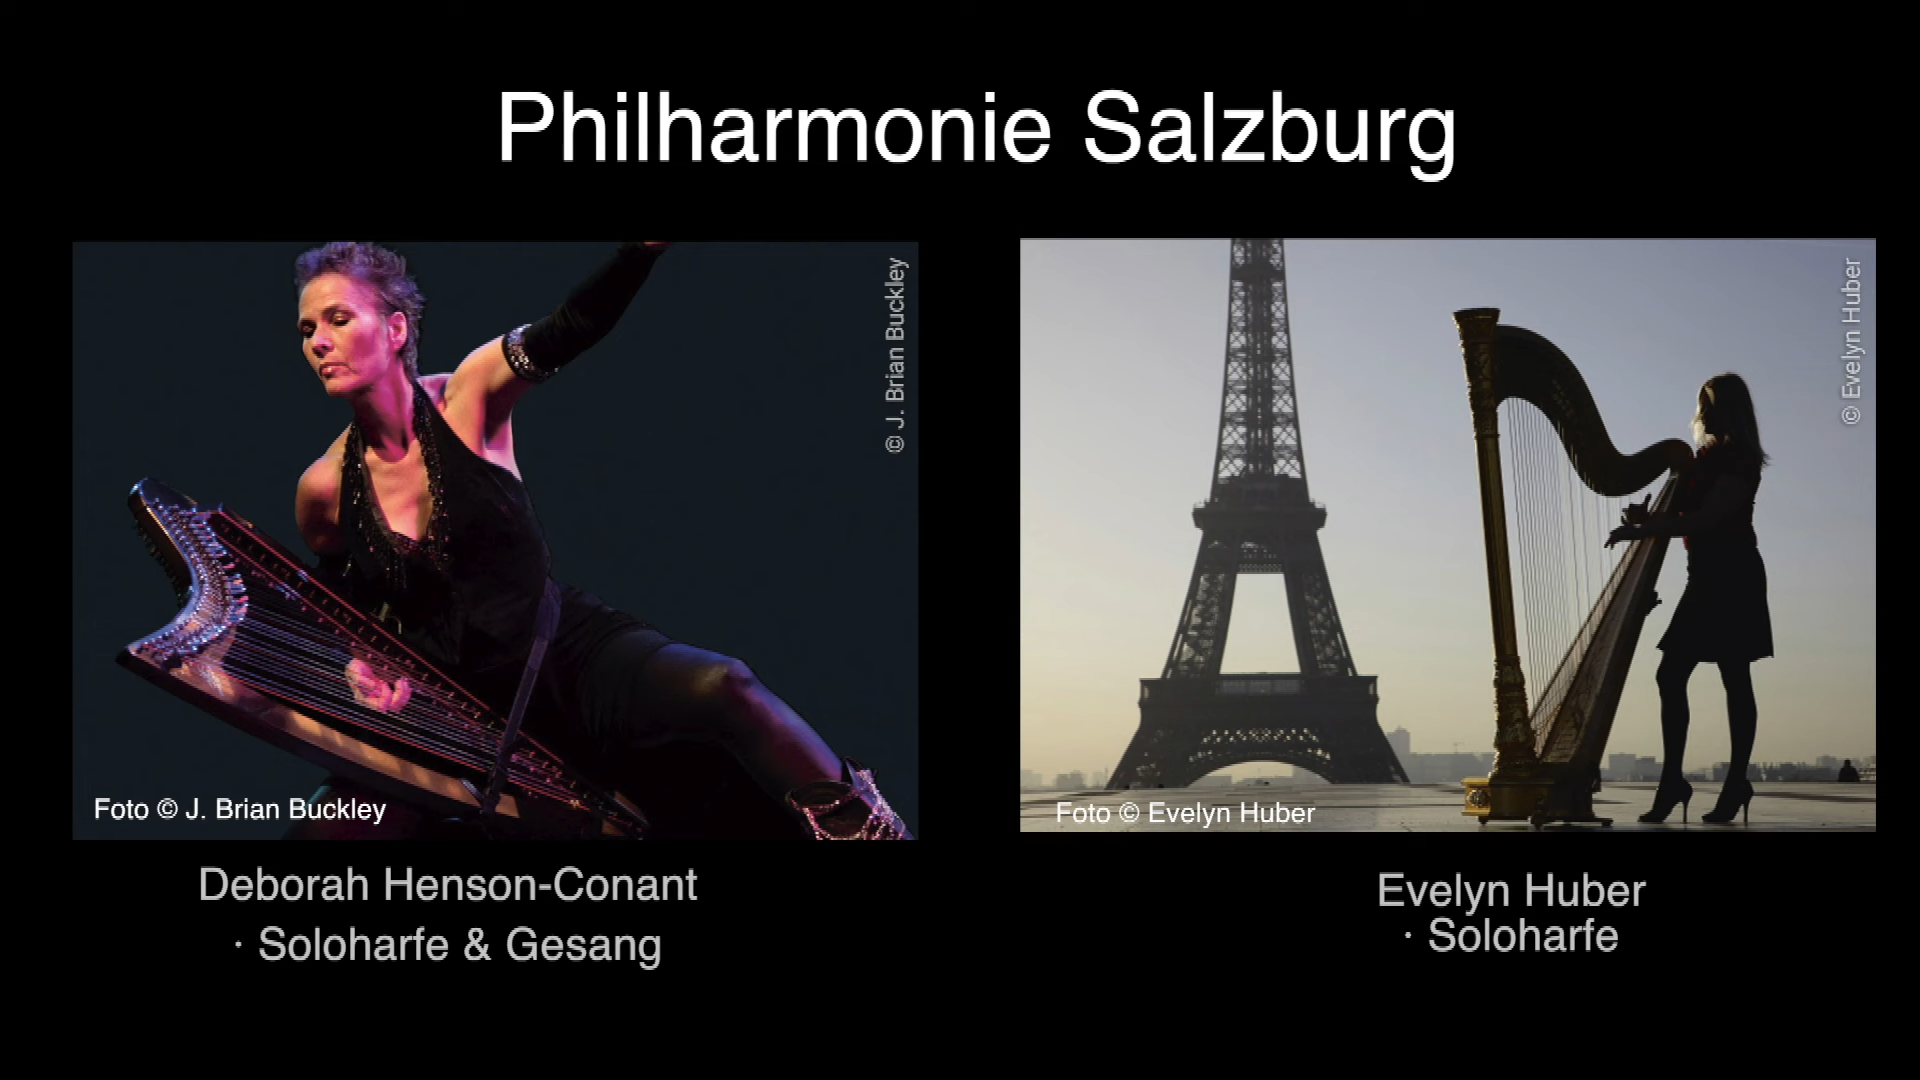 Philharmonie Salzburg
© J. Brian Buckley
Foto © J. Brian Buckley
Deborah Henson-Conant
· Soloharfe & Gesang
© Evelyn Huber
Foto © Evelyn Huber
Evelyn Huber
· Soloharfe